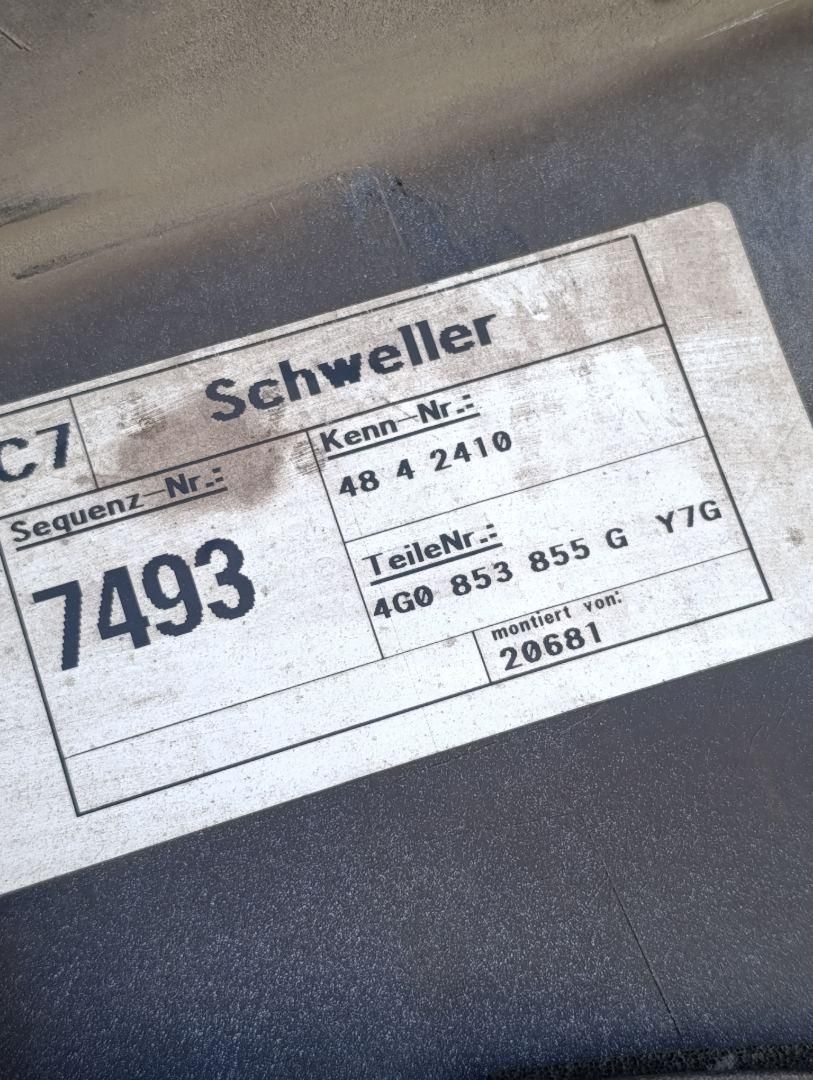 Schweller
C7
Kenn-Nr.:
48 4 2410
Sequenz-Nr.:
7493
TeileNr.:
4G0 853 855 G Y7G
montiert von:
20681